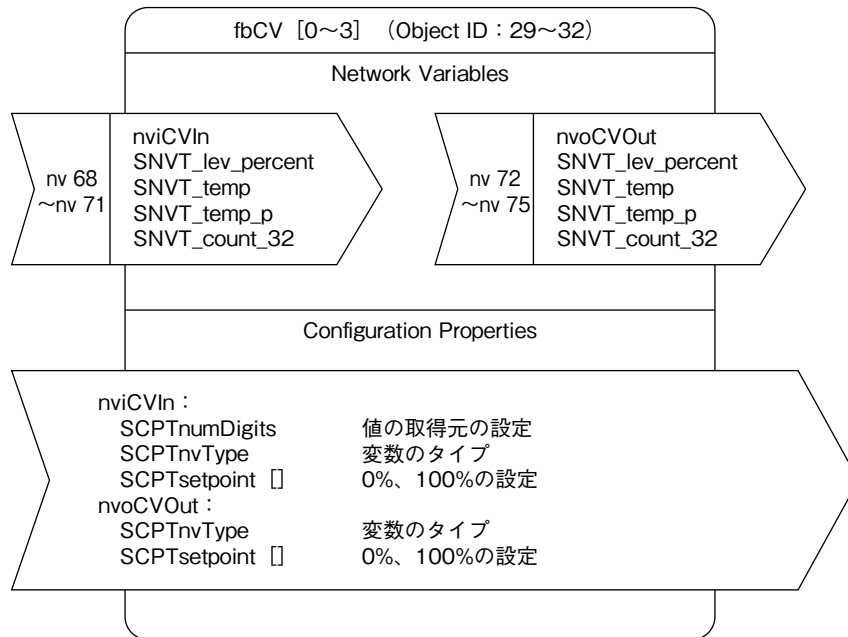 fbCV［0～3］（Object ID：29～32）
Network Variables
nv 68
～nv 71
nviCVIn
SNVT_lev_percent
SNVT_temp
SNVT_temp_p
SNVT_count_32
nv 72
～nv 75
nvoCVOut
SNVT_lev_percent
SNVT_temp
SNVT_temp_p
SNVT_count_32
Configuration Properties
nviCVIn：
SCPTnumDigits 値の取得元の設定
SCPTnvType 変数のタイプ
SCPTsetpoint［］ 0%、100%の設定
nvoCVOut：
SCPTnvType 変数のタイプ
SCPTsetpoint［］ 0%、100%の設定